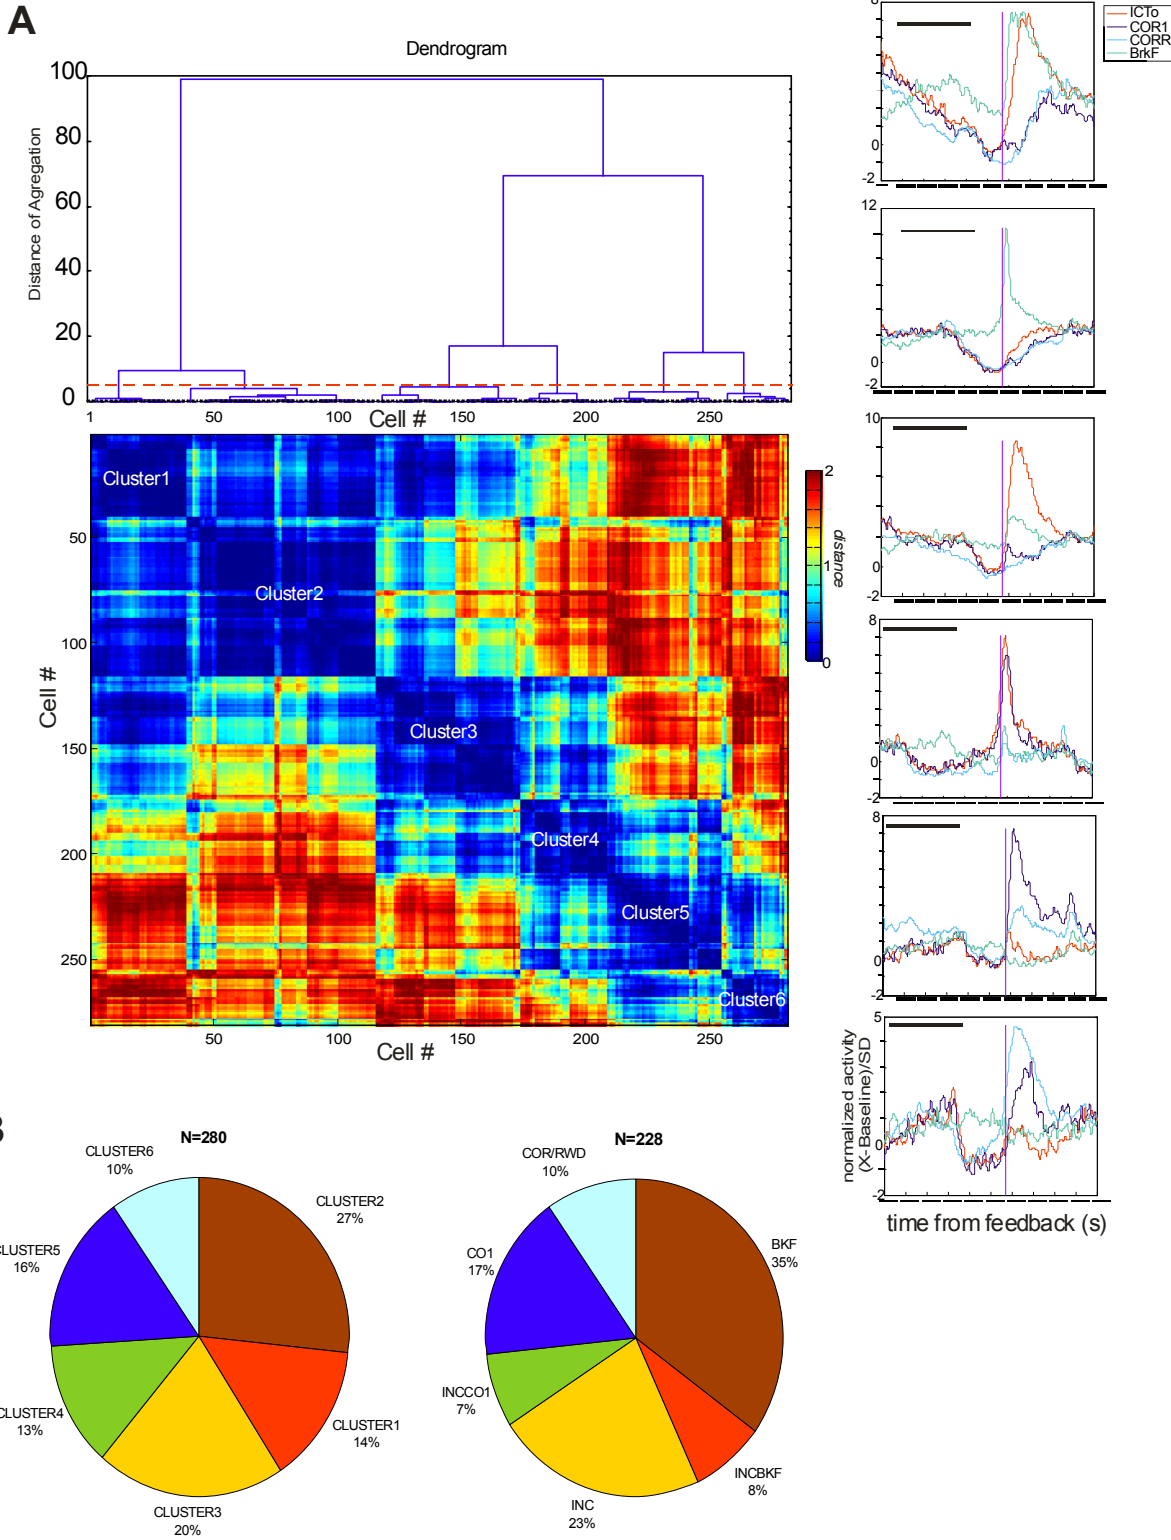 A
Dendrogram
Distance of Agregation
100
80
60
40
20
0
1
50
100
150
200
250
Cell #
Cluster1
Cluster2
Cluster3
Cluster4
Cluster5
Cluster6
50
100
150
200
250
Cell #
50
100
150
200
250
Cell #
2
1
0
distance
ICTo
COR1
CORR
BrkF
8
0
-2
12
0
-2
10
0
-2
8
0
-2
8
0
-2
5
0
-2
normalized activity
(X-Baseline)/SD
time from feedback (s)
N=280
CLUSTER6
10%
CLUSTER2
27%
CLUSTER5
16%
CLUSTER4
13%
CLUSTER1
14%
CLUSTER3
20%
N=228
COR/RWD
10%
BKF
35%
CO1
17%
INCCO1
7%
INCBKF
8%
INC
23%